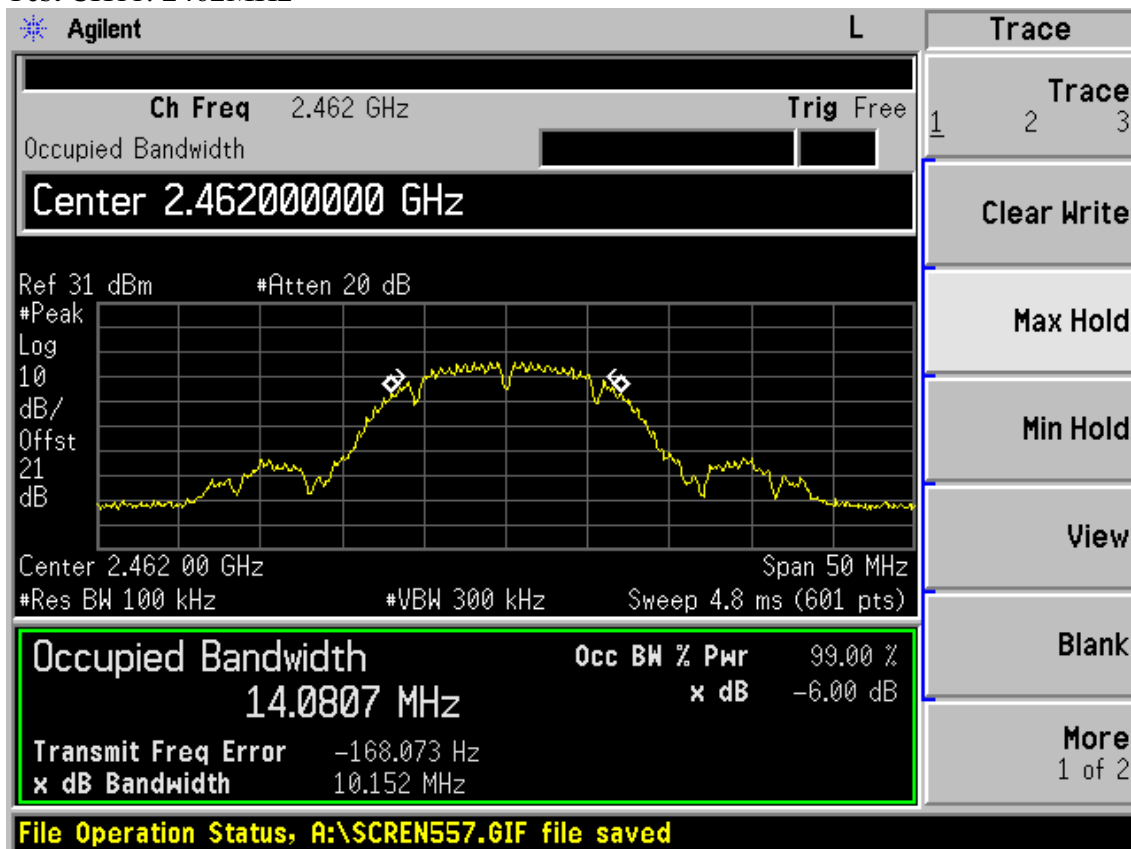 Agilent L Trace
Ch Freq 2.462 GHz Trig Free
Occupied Bandwidth
Center 2.462000000 GHz
Ref 31 dBm #Atten 20 dB
#Peak
Log
10
dB/
Offst
21
dB
Center 2.462 00 GHz Span 50 MHz
#Res BW 100 kHz #VBW 300 kHz Sweep 4.8 ms (601 pts)
Occupied Bandwidth Occ BW % Pwr 99.00 %
14.0807 MHz x dB -6.00 dB
Transmit Freq Error -168.073 Hz
x dB Bandwidth 10.152 MHz
File Operation Status, A:\SCREN557.GIF file saved
Trace
1 2 3
Clear Write
Max Hold
Min Hold
View
Blank
More
1 of 2